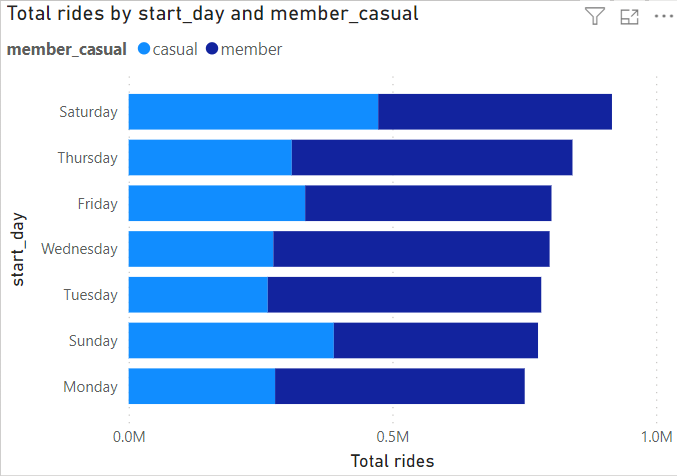 Total rides by start_day and member_casual
member_casual casual member
Saturday
Thursday
Friday
Wednesday
Tuesday
Sunday
Monday
start_day
0.0M 0.5M 1.0M
Total rides